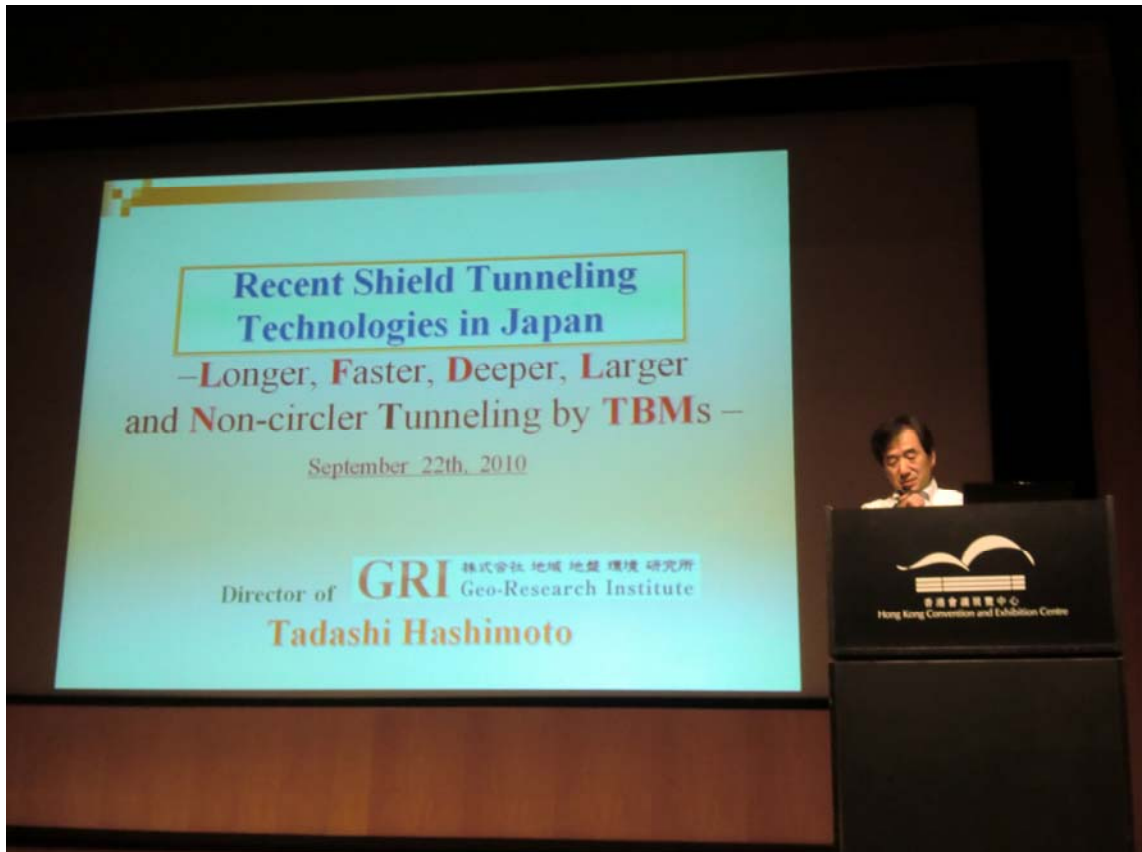 Recent Shield Tunneling
Technologies in Japan
–Longer, Faster, Deeper, Larger
and Non-circler Tunneling by TBMs –
September 22th, 2010
Director of GRI 株式会社 地域 地盤 環境 研究所
Geo-Research Institute
Tadashi Hashimoto
香港會議展覽中心
Hong Kong Convention and Exhibition Centre